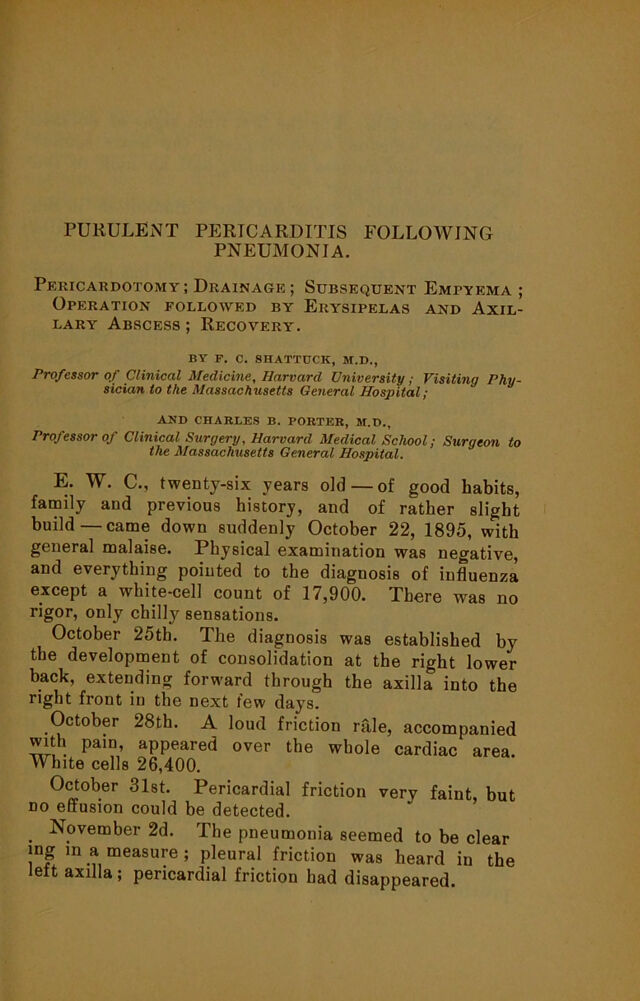 PURULENT PERICARDITIS FOLLOWING
PNEUMONIA.
PERICARDOTOMY; DRAINAGE; SUBSEQUENT EMPYEMA;
OPERATION FOLLOWED BY ERYSIPELAS AND AXIL-
LARY ABSCESS; RECOVERY.
BY F. C. SHATTUCK, M.D.,
Professor of Clinical Medicine, Harvard University; Visiting Phy-
sician to the Massachusetts General Hospital;
AND CHARLES B. PORTER, M.D.,
Professor of Clinical Surgery, Harvard Medical School; Surgeon to
the Massachusetts General Hospital.
E. W. C., twenty-six years old — of good habits,
family and previous history, and of rather slight
build — came down suddenly October 22, 1895, with
general malaise. Physical examination was negative,
and everything pointed to the diagnosis of influenza
except a white-cell count of 17,900. There was no
rigor, only chilly sensations.
October 25th. The diagnosis was established by
the development of consolidation at the right lower
back, extending forward through the axilla into the
right front in the next few days.
October 28th. A loud friction râle, accompanied
with pain, appeared over the whole cardiac area.
White cells 26,400.
October 31st. Pericardial friction very faint, but
no effusion could be detected.
November 2d. The pneumonia seemed to be clear
ing in a measure; pleural friction was heard in the
left axilla; pericardial friction had disappeared.